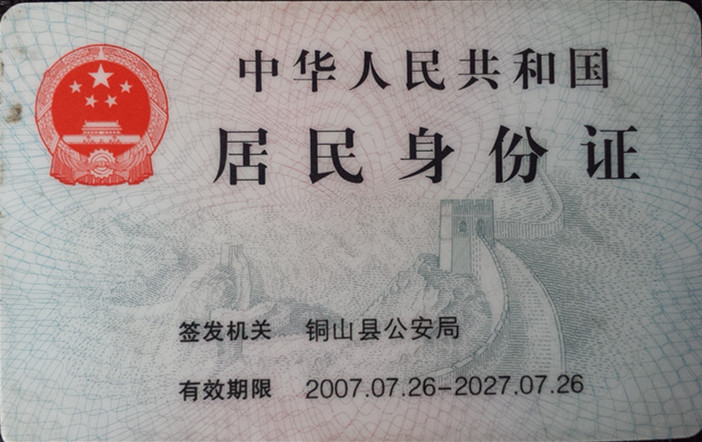 中华人民共和国
居民身份证
签发机关 铜山县公安局
有效期限 2007.07.26-2027.07.26